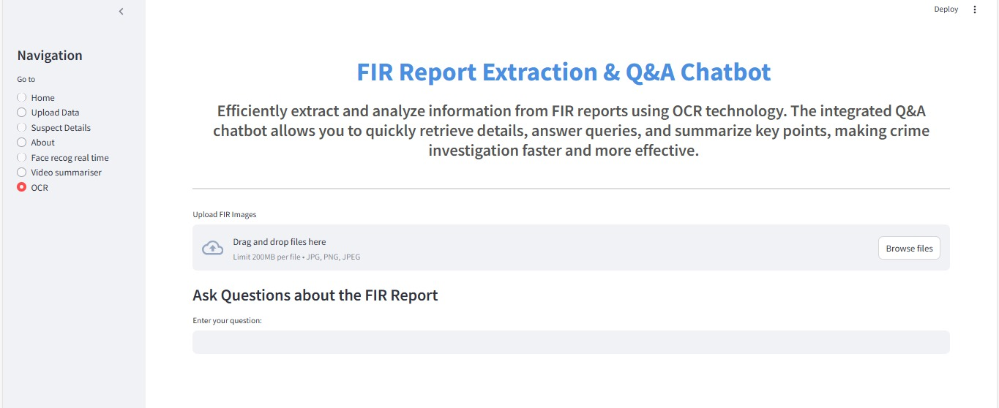 Deploy
Navigation
Go to
Home
Upload Data
Suspect Details
About
Face recog real time
Video summariser
OCR
FIR Report Extraction & Q&A Chatbot
Efficiently extract and analyze information from FIR reports using OCR technology. The integrated Q&A
chatbot allows you to quickly retrieve details, answer queries, and summarize key points, making crime
investigation faster and more effective.
Upload FIR Images
Drag and drop files here
Limit 200MB per file • JPG, PNG, JPEG
Browse files
Ask Questions about the FIR Report
Enter your question: